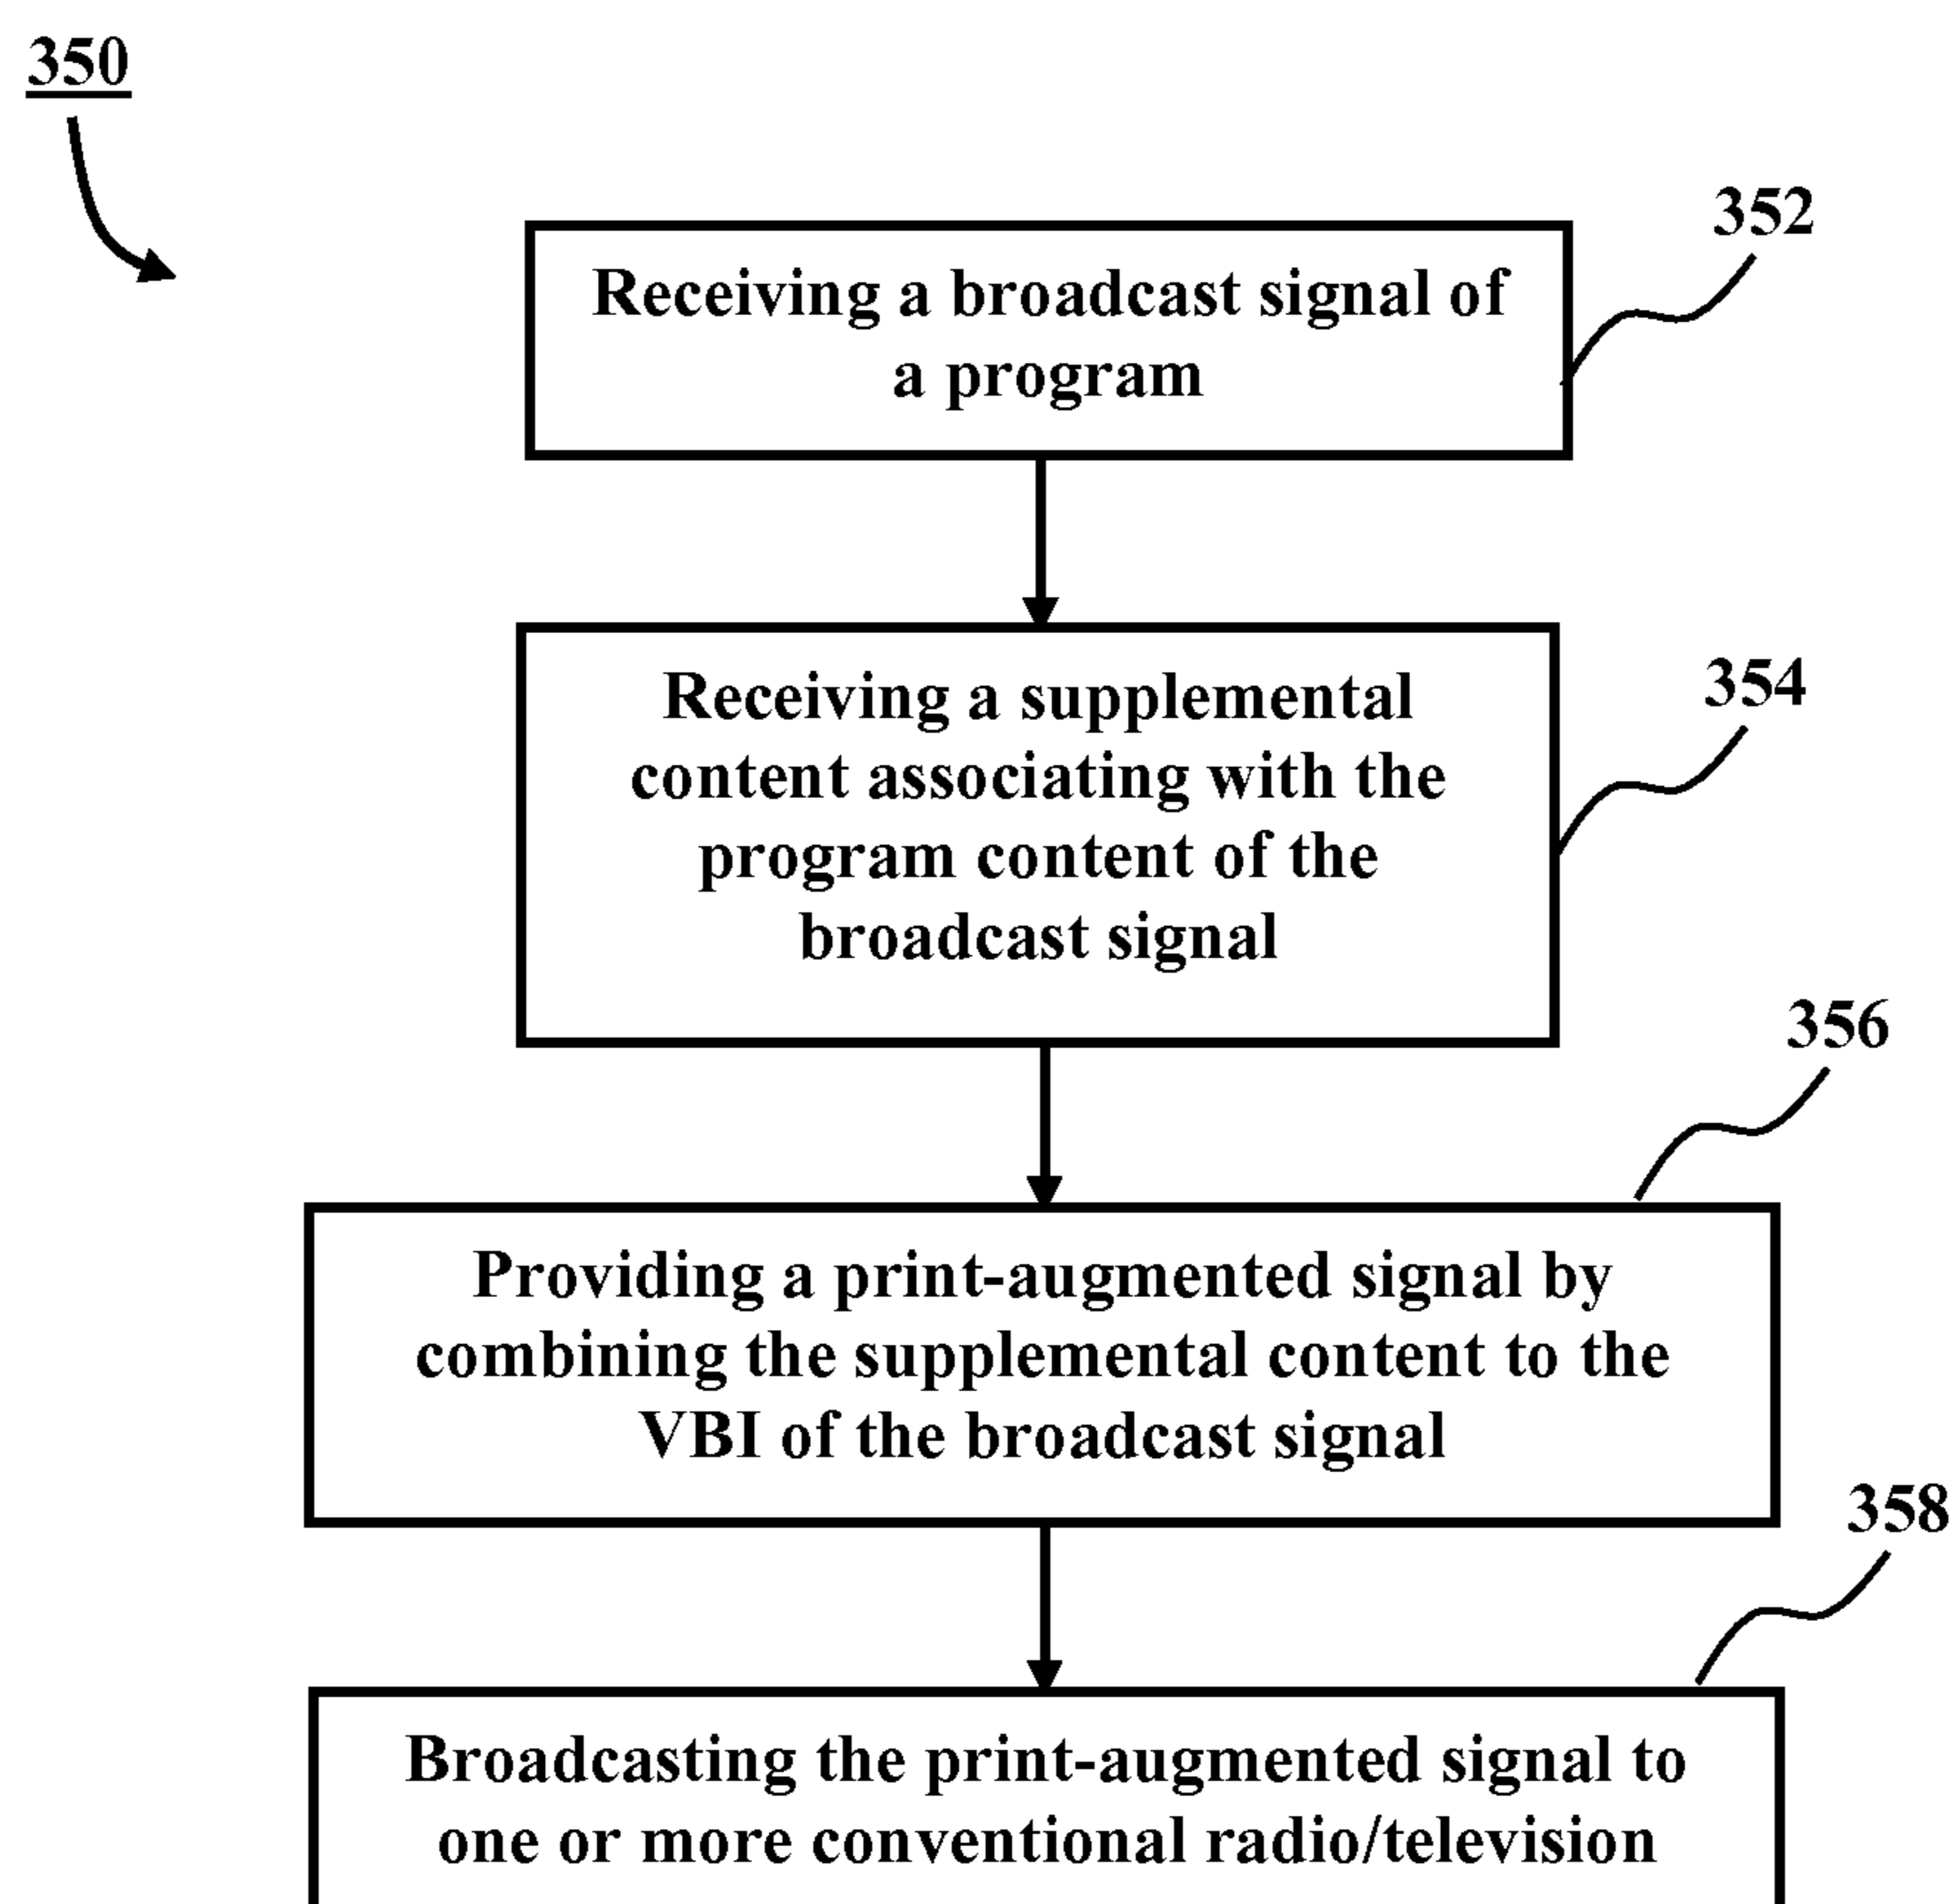 350
352
Receiving a broadcast signal of
a program
354
Receiving a supplemental
content associating with the
program content of the
broadcast signal
356
Providing a print-augmented signal by
combining the supplemental content to the
VBI of the broadcast signal
358
Broadcasting the print-augmented signal to
one or more conventional radio/television